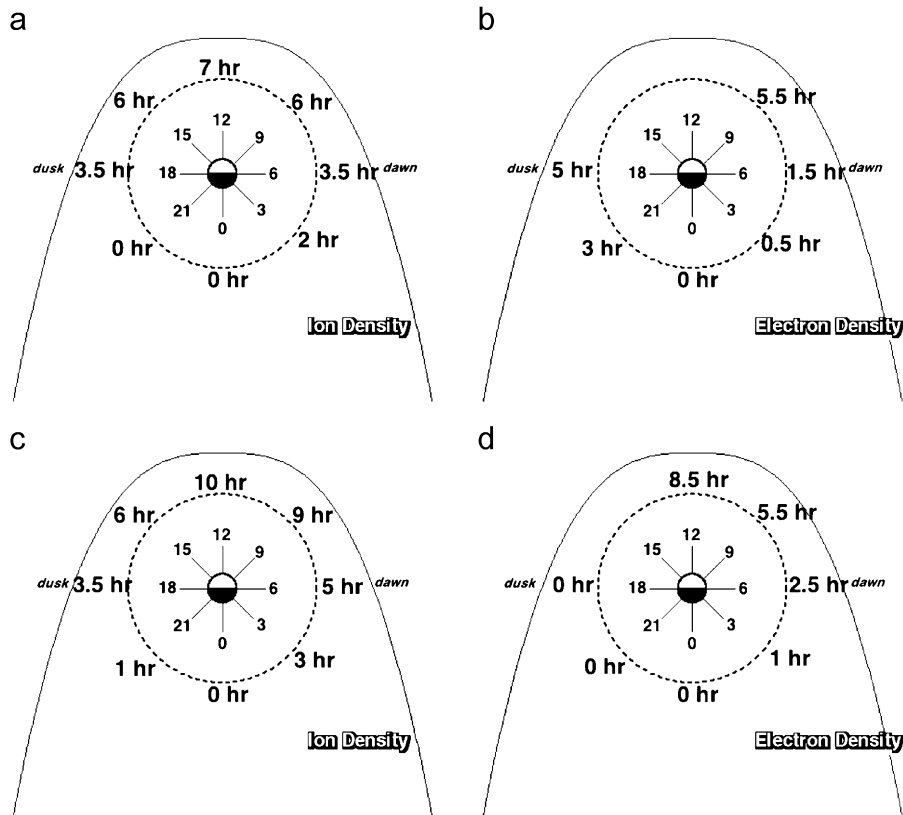 a
7 hr
6 hr 6 hr
12
15 9
dusk 3.5 hr 18 6 3.5 hr dawn
21 3
0
0 hr 2 hr
0 hr
Ion Density
b
5.5 hr
12
15 9
dusk 5 hr 18 6 1.5 hr dawn
21 3
0
3 hr 0.5 hr
0 hr
Electron Density
c
10 hr
6 hr 9 hr
12
15 9
dusk 3.5 hr 18 6 5 hr dawn
21 3
0
1 hr 3 hr
0 hr
Ion Density
d
8.5 hr
5.5 hr
12
15 9
dusk 0 hr 18 6 2.5 hr dawn
21 3
0
0 hr 1 hr
0 hr
Electron Density